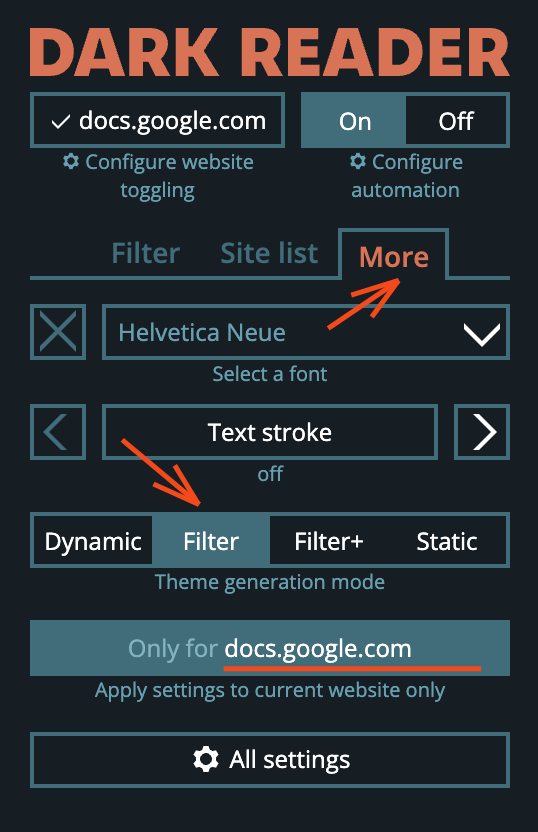 DARK READER
docs.google.com
On
Off
Configure website
toggling
Configure
automation
Filter
Site list
More
Helvetica Neue
Select a font
Text stroke
off
Dynamic
Filter
Filter+
Static
Theme generation mode
Only for docs.google.com
Apply settings to current website only
All settings